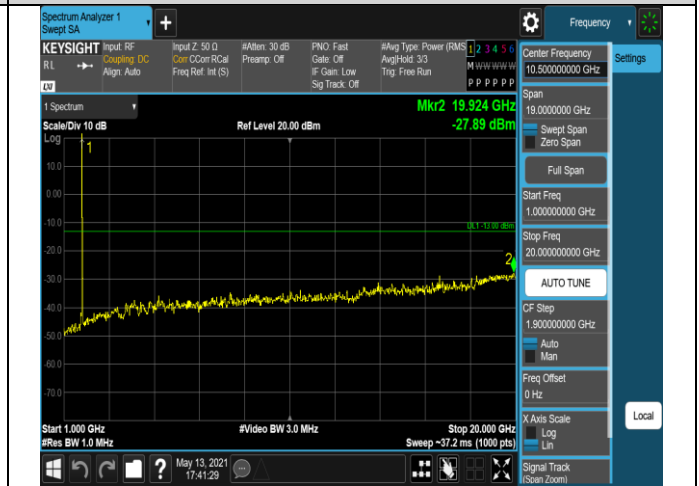 Spectrum Analyzer 1
Swept SA
+
Frequency
KEYSIGHT
RL
LXI
Input: RF
Coupling: DC
Align: Auto
Input Z: 50 Ω
Corr CCorr RCal
Freq Ref: Int (S)
#Atten: 30 dB
Preamp: Off
PNO: Fast
Gate: Off
IF Gain: Low
Sig Track: Off
#Avg Type: Power (RMS
Avg|Hold: 3/3
Trig: Free Run
1 2 3 4 5 6
M W W W W W
P P P P P P
1 Spectrum
Mkr2 19.924 GHz
-27.89 dBm
Scale/Div 10 dB
Ref Level 20.00 dBm
Log
1
10.0
0.00
-10.0
DL1 -13.00 dBm
-20.0
2
-30.0
-40.0
-50.0
-60.0
-70.0
Start 1.000 GHz
#Video BW 3.0 MHz
Stop 20.000 GHz
#Res BW 1.0 MHz
Sweep ~37.2 ms (1000 pts)
?
May 13, 2021
17:41:29
Center Frequency
10.500000000 GHz
Settings
Span
19.0000000 GHz
Swept Span
Zero Span
Full Span
Start Freq
1.000000000 GHz
Stop Freq
20.000000000 GHz
AUTO TUNE
CF Step
1.900000000 GHz
Auto
Man
Freq Offset
0 Hz
X Axis Scale
Log
Lin
Local
Signal Track
(Span Zoom)